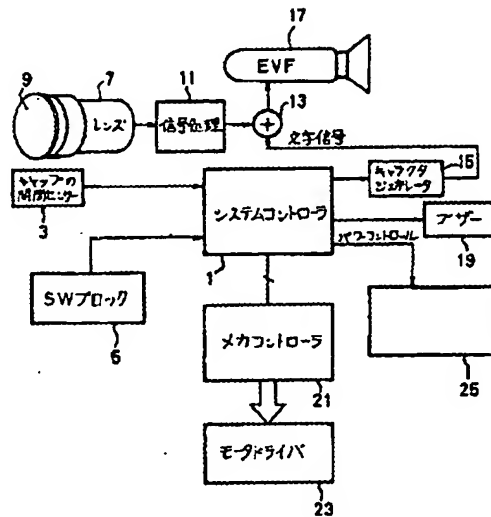 17
EVF
9
7
11
レンズ
信号処理
13
+
文字信号
キャップの
開閉センサー
3
キャラクタ
ジェネレータ
15
システムコントローラ
1
ブザー
19
パワーコントロール
SWブロック
5
メカコントローラ
21
25
モータドライバ
23